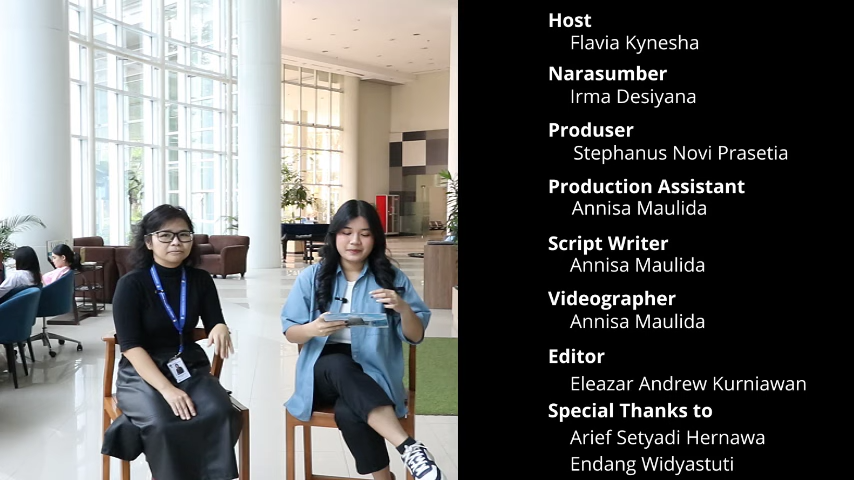 Host
Flavia Kynesha
Narasumber
Irma Desiyana
Produser
Stephanus Novi Prasetia
Production Assistant
Annisa Maulida
Script Writer
Annisa Maulida
Videographer
Annisa Maulida
Editor
Eleazar Andrew Kurniawan
Special Thanks to
Arief Setyadi Hernawa
Endang Widyastuti